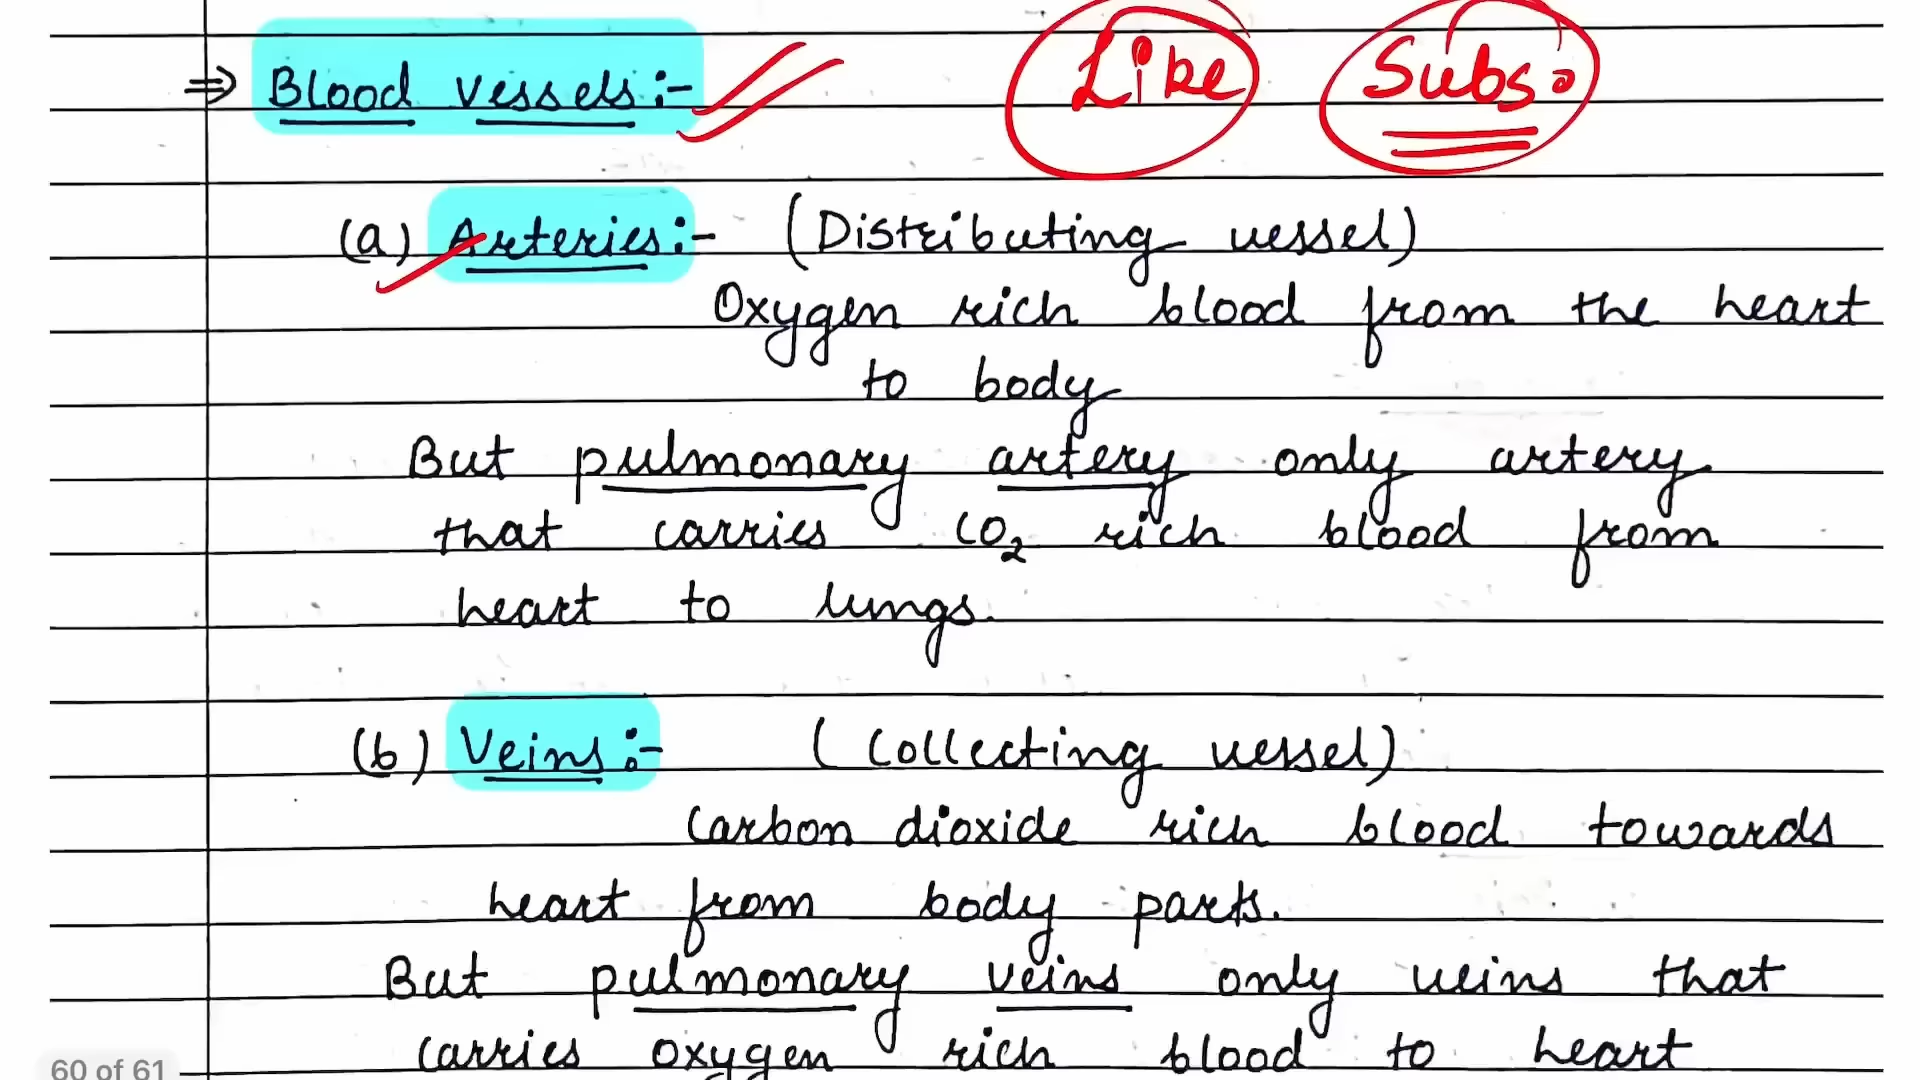 ⇒ Blood vessels:- Like Subs.
(a) Arteries:- (Distributing vessel)
Oxygen rich blood from the heart
to body
But pulmonary artery only artery
that carries CO2 rich blood from
heart to lungs.
(b) Veins:- (Collecting vessel)
Carbon dioxide rich blood towards
heart from body parts.
But pulmonary veins only veins that
carries oxygen rich blood to heart
60 of 61